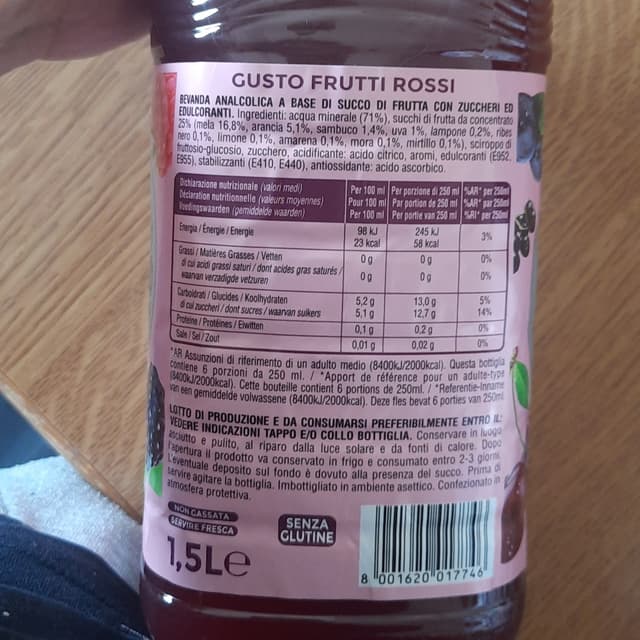 GUSTO FRUTTI ROSSI
BEVANDA ANALCOLICA A BASE DI SUCCO DI FRUTTA CON ZUCCHERI ED
EDULCORANTI. Ingredienti: acqua minerale (71%), succhi di frutta da concentrato
25% (mela 16,8%, arancia 5,1%, sambuco 1,4%, uva 1%, lampone 0,2%, ribes
nero 0,1%, limone 0,1%, amarena 0,1%, mora 0,1%, mirtillo 0,1%), sciroppo di
fruttosio-glucosio, zucchero, acidificante: acido citrico, aromi, edulcoranti (E952,
E955), stabilizzanti (E410, E440), antiossidante: acido ascorbico.
Dichiarazione nutrizionale (valori medi) Per 100 ml Per porzione di 250 ml %AR* per 250ml
Déclaration nutritionnelle (valeurs moyennes) Pour 100 ml Par portion de 250 ml %AR* par 250ml
Voedingswaarden (gemiddelde waarden) Per 100 ml Per portie van 250 ml %RI* per 250ml
Energia / Énergie / Energie 98 kJ 245 kJ 3%
23 kcal 58 kcal
Grassi / Matières Grasses / Vetten 0 g 0 g 0%
di cui acidi grassi saturi / dont acides gras saturés /
waarvan verzadigde vetzuren 0 g 0 g 0%
Carboidrati / Glucides / Koolhydraten 5,2 g 13,0 g 5%
di cui zuccheri / dont sucres / waarvan suikers 5,1 g 12,7 g 14%
Proteine / Protéines / Eiwitten 0,1 g 0,2 g 0%
Sale / Sel / Zout 0,01 g 0,02 g 0%
*AR Assunzioni di riferimento di un adulto medio (8400kJ/2000kcal). Questa bottiglia
contiene 6 porzioni da 250 ml. / *Apport de référence pour un adulte-type
(8400kJ/2000kcal). Cette bouteille contient 6 portions de 250ml. / *Referentie-Inname
van een gemiddelde volwassene (8400kJ/2000kcal). Deze fles bevat 6 porties van 250ml.
LOTTO DI PRODUZIONE E DA CONSUMARSI PREFERIBILMENTE ENTRO IL:
VEDERE INDICAZIONI TAPPO E/O COLLO BOTTIGLIA. Conservare in luogo
asciutto e pulito, al riparo dalla luce solare e da fonti di calore. Dopo
l'apertura il prodotto va conservato in frigo e consumato entro 2-3 giorni.
L'eventuale deposito sul fondo è dovuto alla presenza del succo. Prima di
servire agitare la bottiglia. Imbottigliato in ambiente asettico. Confezionato in
atmosfera protettiva.
NON GASSATA
SERVIRE FRESCA
SENZA
GLUTINE
1,5L e
8 001620 017746